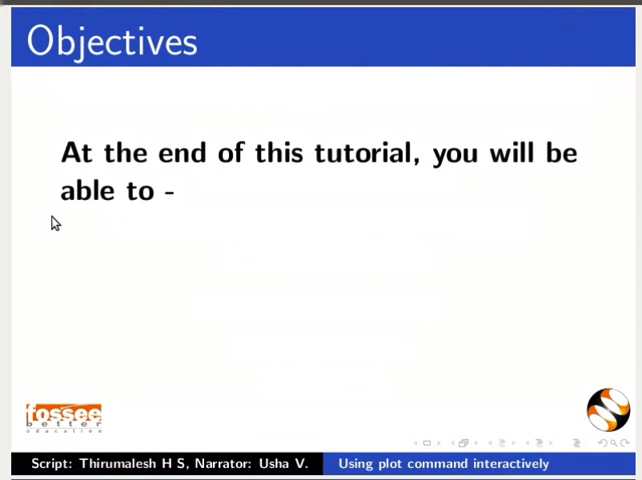 Objectives
At the end of this tutorial, you will be
able to -
fossee
better
education
Script: Thirumalesh H S, Narrator: Usha V.
Using plot command interactively